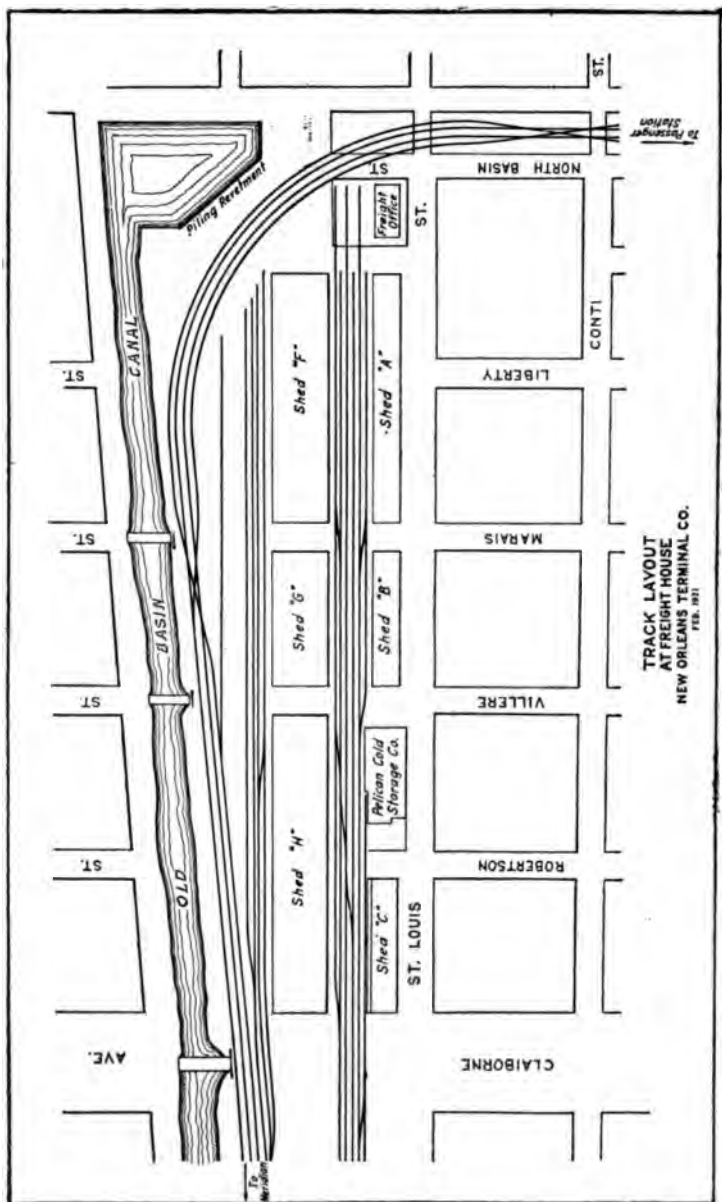 ST.
To Passenger
Station
NORTH BASIN
ST.
Freight
Office
ST.
Piling Revetment
CANAL
ST.
Shed "F"
Shed "A"
LIBERTY
CONTI
ST.
MARAIS
BASIN
Shed "G"
Shed "B"
ST.
VILLERE
Pelican Cold
Storage Co.
ST.
ROBERTSON
OLD
Shed "H"
Shed "C"
ST. LOUIS
AVE.
CLAIBORNE
To
Meridian
TRACK LAYOUT
AT FREIGHT HOUSE
NEW ORLEANS TERMINAL CO.
FEB. 1921